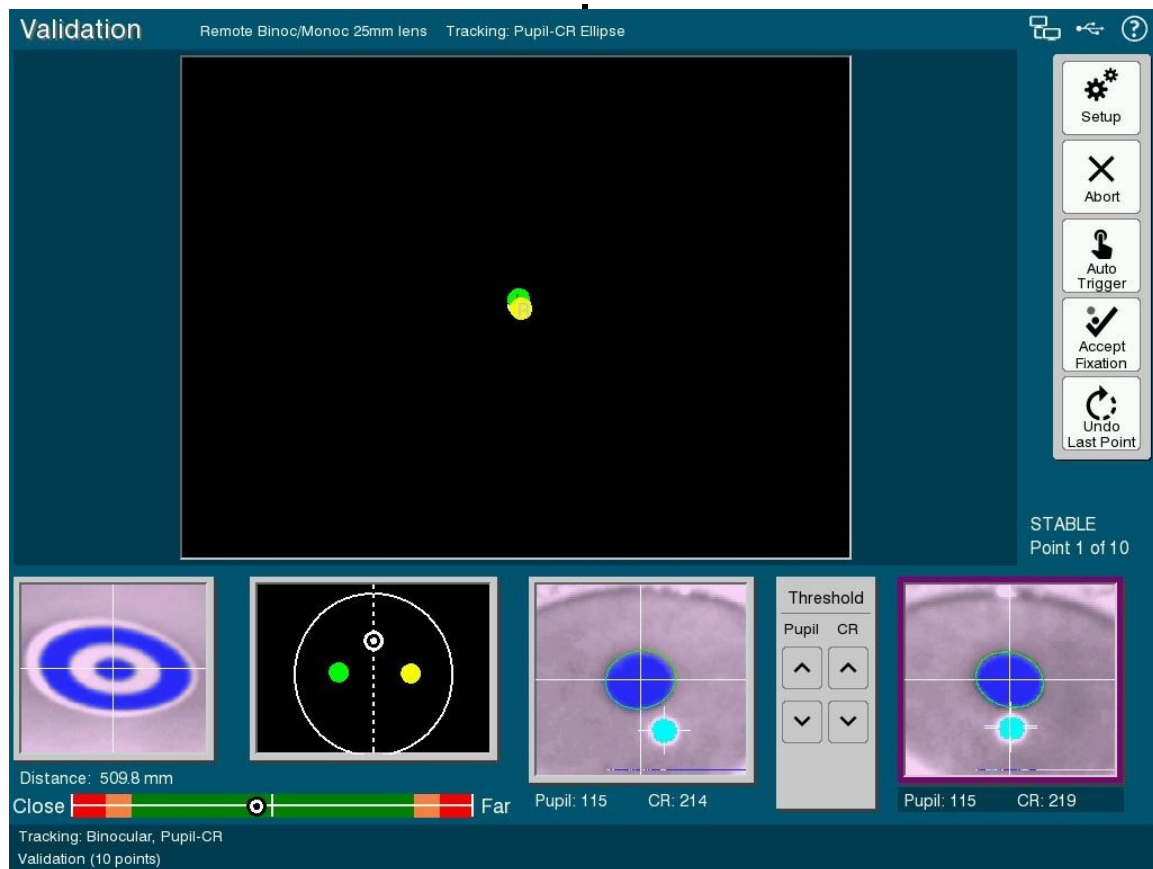 Validation
Remote Binoc/Monoc 25mm lens Tracking: Pupil-CR Ellipse
?
Setup
Abort
Auto
Trigger
Accept
Fixation
Undo
Last Point
R
STABLE
Point 1 of 10
Threshold
Pupil CR
Distance: 509.8 mm
Close Far
Pupil: 115 CR: 214
Pupil: 115 CR: 219
Tracking: Binocular, Pupil-CR
Validation (10 points)